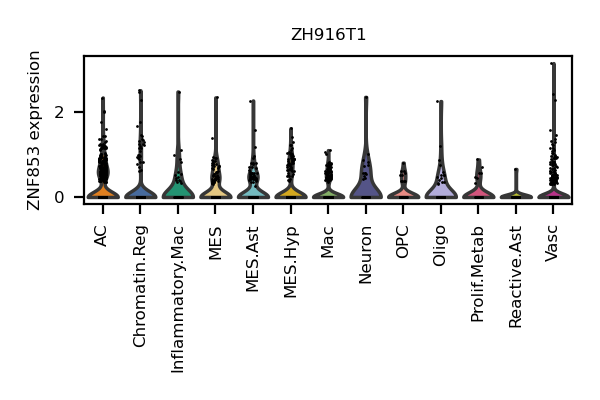 ZH916T1
ZNF853 expression
2
0
AC
Chromatin.Reg
Inflammatory.Mac
MES
MES.Ast
MES.Hyp
Mac
Neuron
OPC
Oligo
Prolif.Metab
Reactive.Ast
Vasc